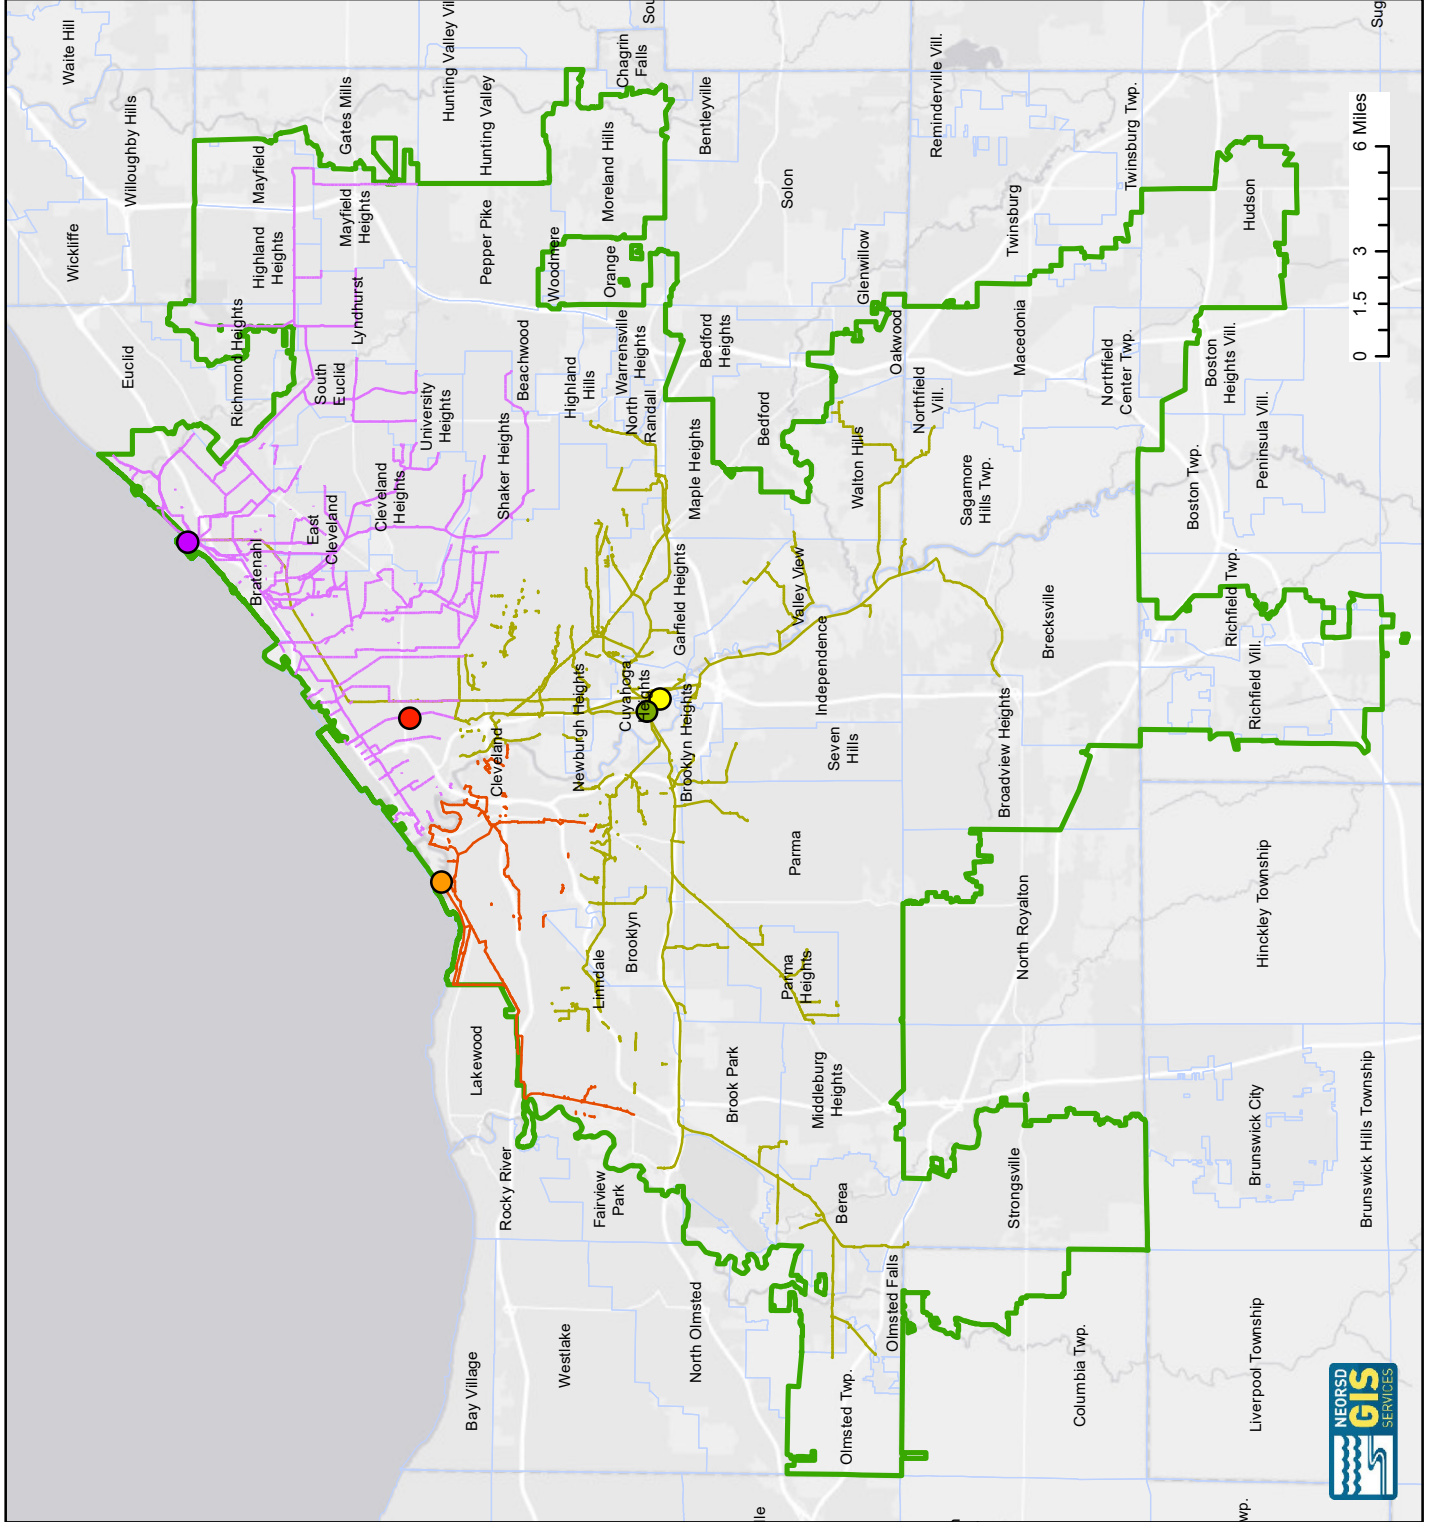 Waite Hill
Hunting Valley Vil
Sou
Sug
Willoughby Hills
Gates Mills
Hunting Valley
Chagrin
Falls
Bentleyville
Reminderville Vill.
Twinsburg Twp.
Wickliffe
Mayfield
Highland
Heights
Mayfield
Heights
Pepper Pike
Moreland Hills
Woodmere
Orange
Solon
Glenwillow
Twinsburg
Hudson
Euclid
Richmond Heights
Lyndhurst
South
Euclid
University
Heights
Beachwood
Highland
Hills
Warrensville
Heights
North
Randall
Bedford
Heights
Bedford
Oakwood
Northfield
Vill.
Macedonia
Northfield
Center Twp.
Boston
Heights Vill.
Bratenahl
East
Cleveland
Cleveland
Heights
Shaker Heights
Maple Heights
Walton Hills
Sagamore
Hills Twp.
Boston Twp.
Peninsula Vill.
Cleveland
Newburgh Heights
Cuyahoga
Heights
Garfield Heights
Brooklyn Heights
Valley View
Independence
Seven
Hills
Brecksville
Broadview Heights
Richfield Twp.
Richfield Vill.
Lakewood
Linndale
Brooklyn
Parma
Parma
Heights
North Royalton
Hinckley Township
Rocky River
Fairview
Park
Brook Park
Middleburg
Heights
Berea
Strongsville
Brunswick City
Brunswick Hills Township
Bay Village
Westlake
North Olmsted
Olmsted Twp.
Olmsted Falls
Columbia Twp.
Liverpool Township
lle
wp.
0 1.5 3 6 Miles
NEORSD
GIS
SERVICES